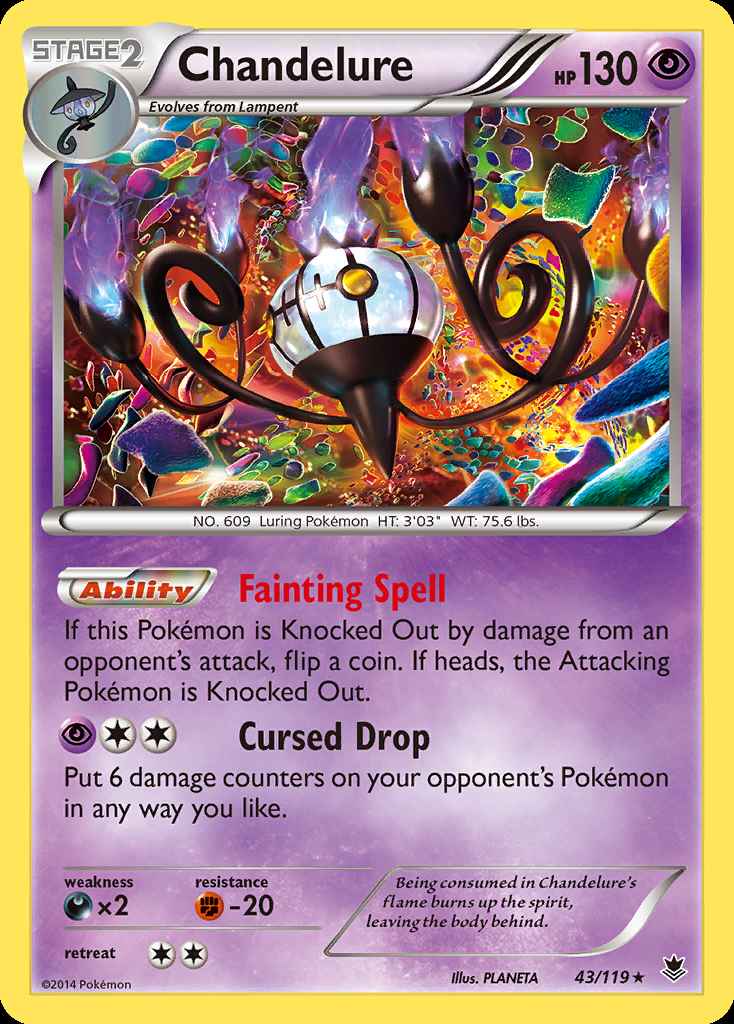 STAGE2
Chandelure
HP130
Evolves from Lampent
NO. 609 Luring Pokémon HT: 3'03" WT: 75.6 lbs.
Ability Fainting Spell
If this Pokémon is Knocked Out by damage from an
opponent's attack, flip a coin. If heads, the Attacking
Pokémon is Knocked Out.
Cursed Drop
Put 6 damage counters on your opponent's Pokémon
in any way you like.
weakness resistance
×2 -20
retreat
Being consumed in Chandelure's
flame burns up the spirit,
leaving the body behind.
©2014 Pokémon Illus. PLANETA 43/119★